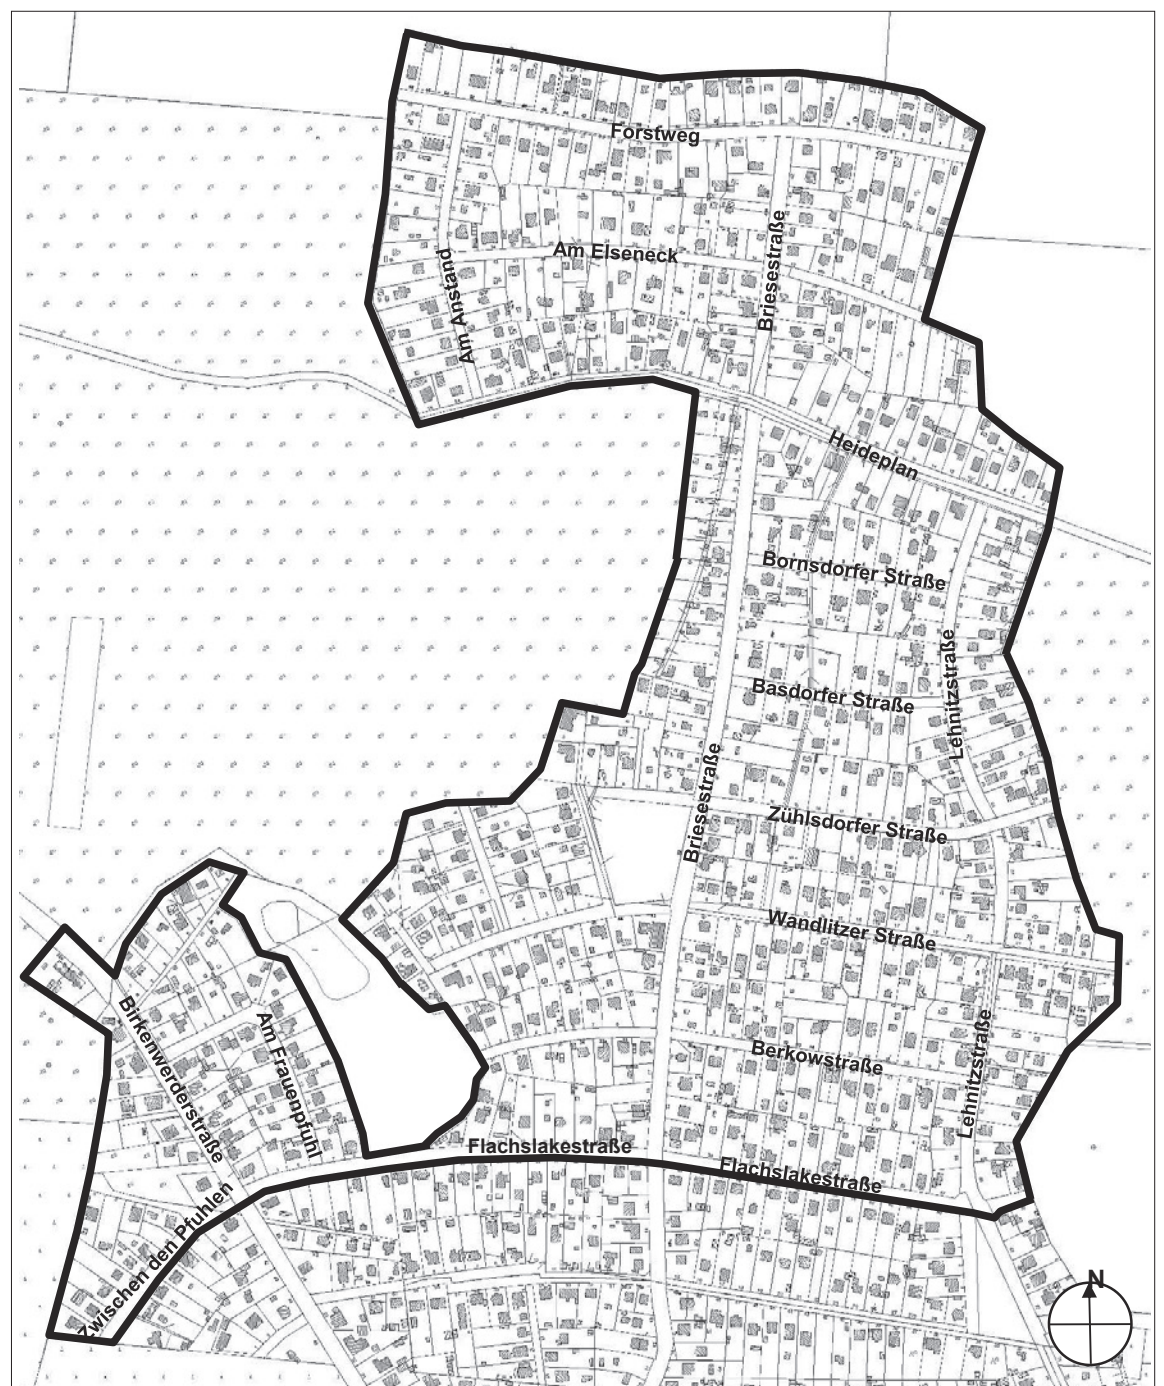 Forstweg
Am Elseneck
Briesestraße
Am Anstand
Heideplan
Bornsdorfer Straße
Lehnitzstraße
Basdorfer Straße
Briesestraße
Zühlsdorfer Straße
Wandlitzer Straße
Birkenwerderstraße
Am Frauenpfuhl
Berkowstraße
Lehnitzstraße
Flachslakestraße
Flachslakestraße
Zwischen den Pfuhlen
N